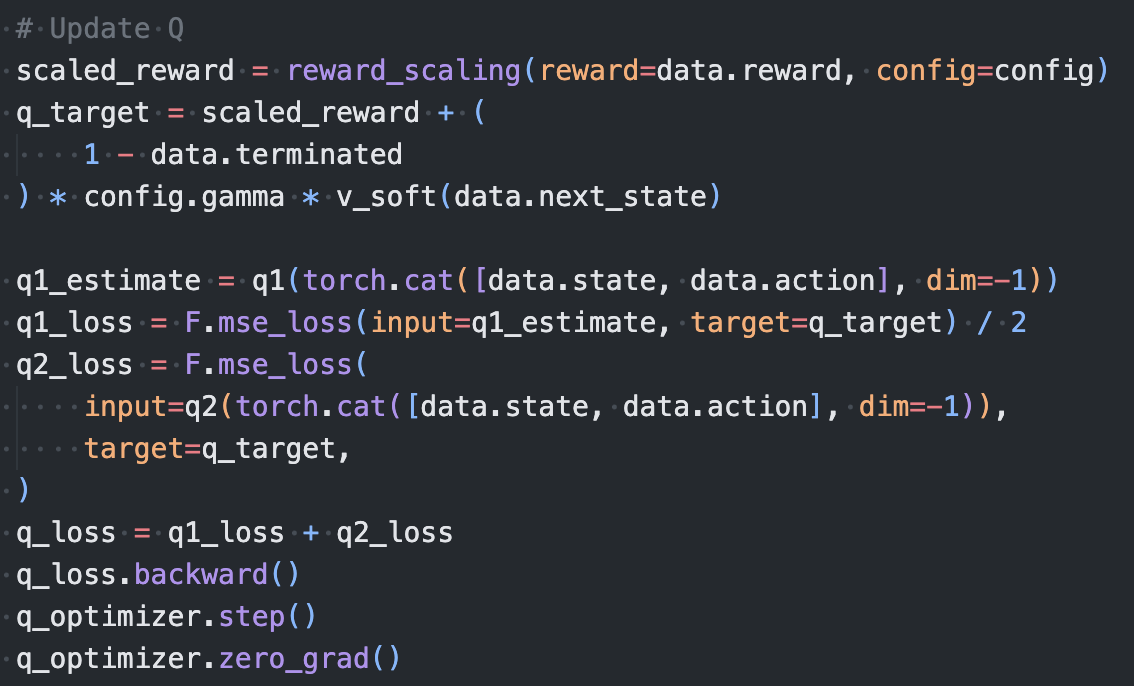 # Update Q
scaled_reward = reward_scaling(reward=data.reward, config=config)
q_target = scaled_reward + (
    1 - data.terminated
) * config.gamma * v_soft(data.next_state)

q1_estimate = q1(torch.cat([data.state, data.action], dim=-1))
q1_loss = F.mse_loss(input=q1_estimate, target=q_target) / 2
q2_loss = F.mse_loss(
    input=q2(torch.cat([data.state, data.action], dim=-1)),
    target=q_target,
)
q_loss = q1_loss + q2_loss
q_loss.backward()
q_optimizer.step()
q_optimizer.zero_grad()